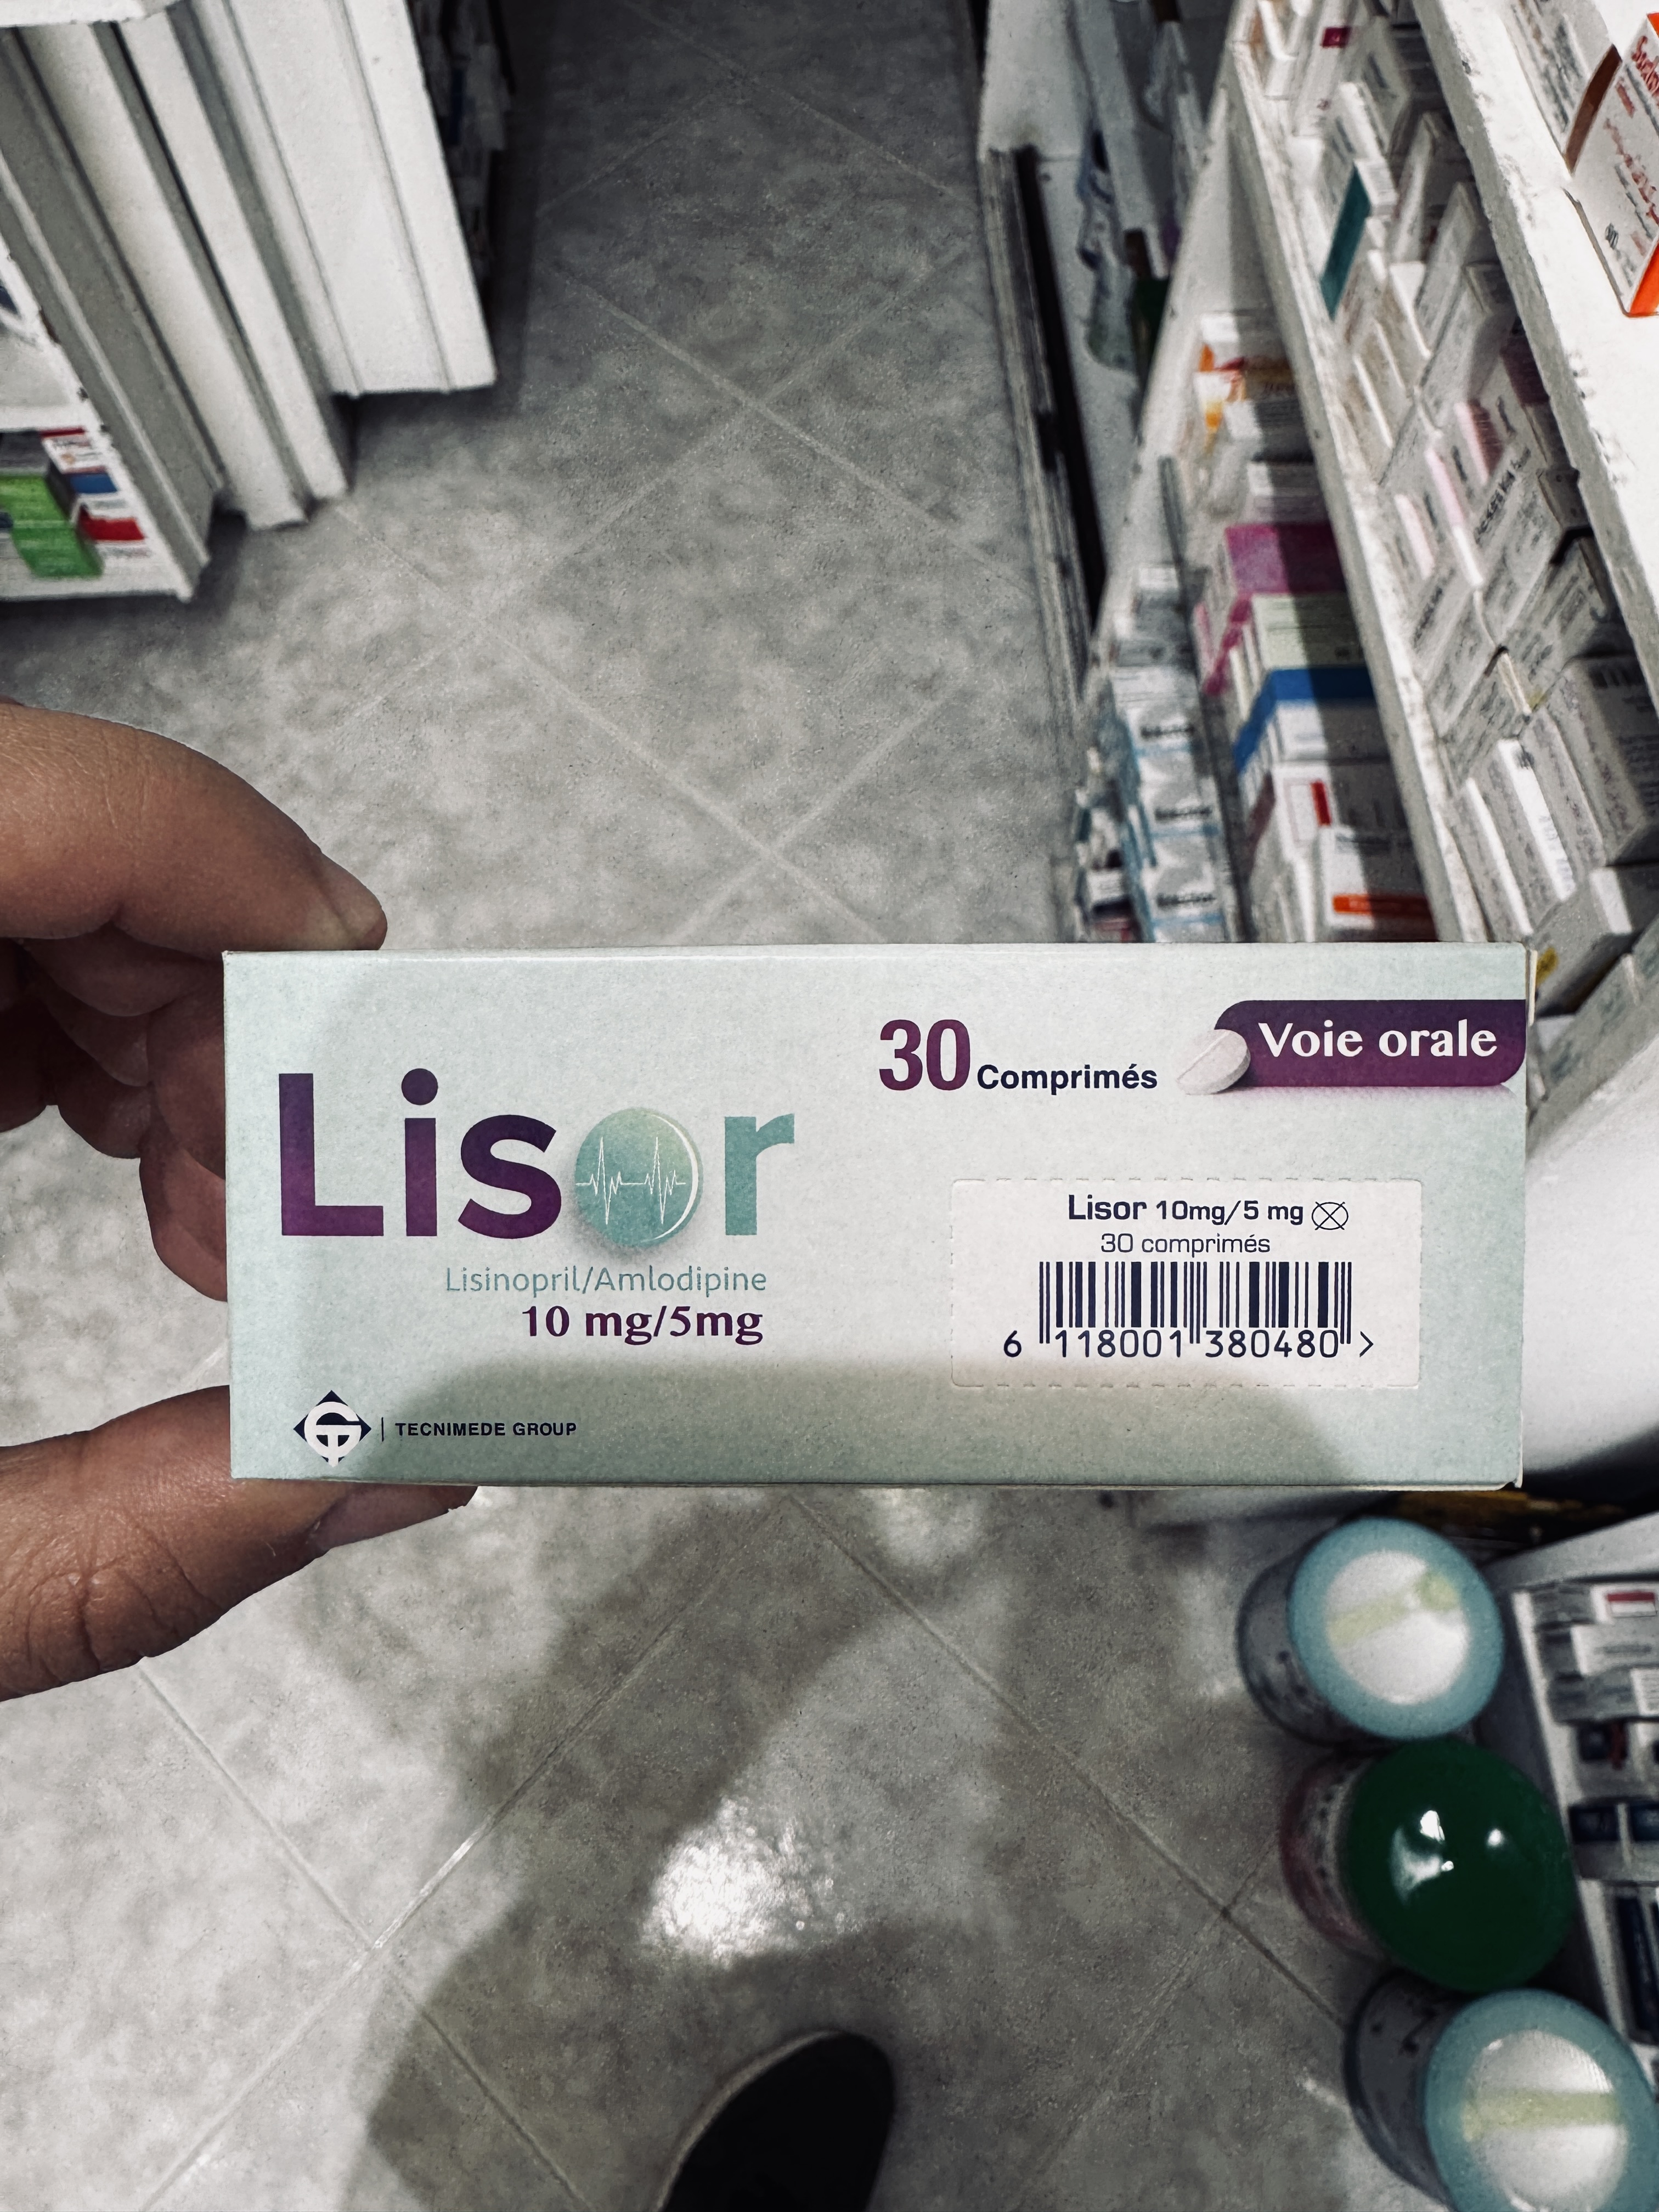 30 Comprimés
Voie orale
Lisor
Lisinopril/Amlodipine
10 mg/5mg
Lisor 10mg/5 mg
30 comprimés
6 118001 380480 >
TECNIMEDE GROUP